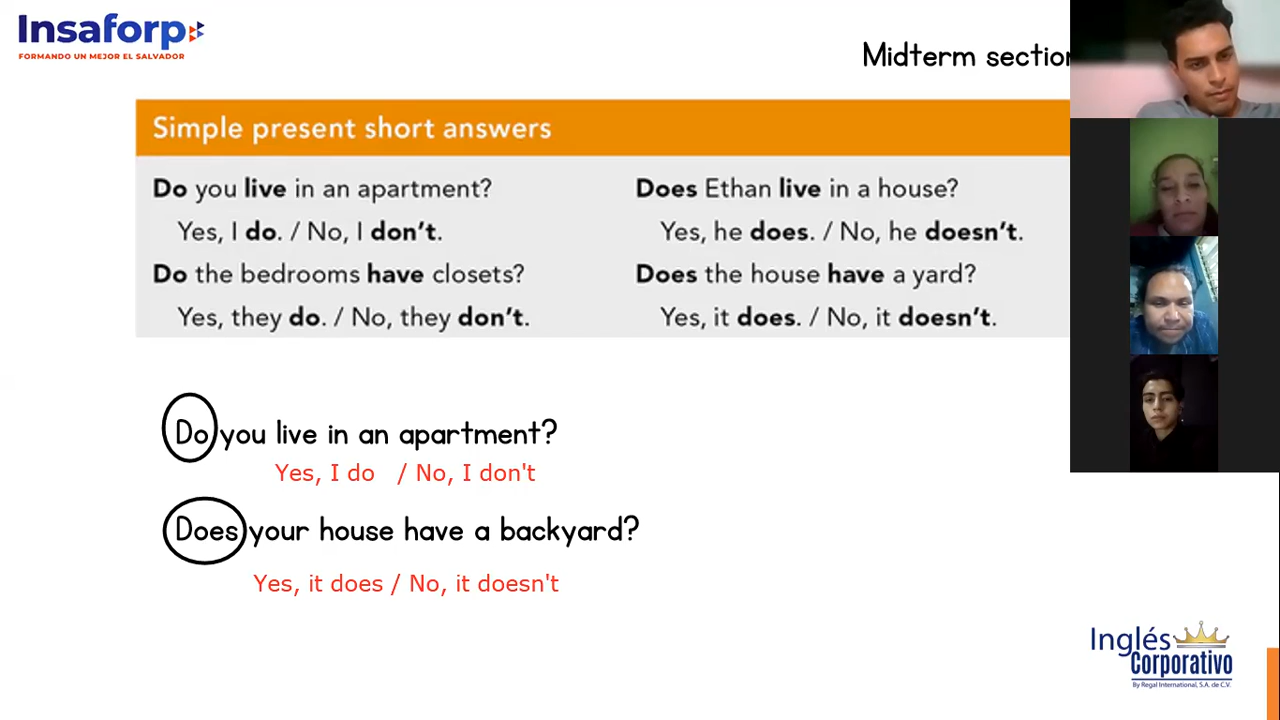 Insaforp
FORMANDO UN MEJOR EL SALVADOR
Midterm section
Simple present short answers
Do you live in an apartment?
Yes, I do. / No, I don't.
Do the bedrooms have closets?
Yes, they do. / No, they don't.
Does Ethan live in a house?
Yes, he does. / No, he doesn't.
Does the house have a yard?
Yes, it does. / No, it doesn't.
Do you live in an apartment?
Yes, I do / No, I don't
Does your house have a backyard?
Yes, it does / No, it doesn't
Inglés
Corporativo
By Regal International, S.A. de C.V.